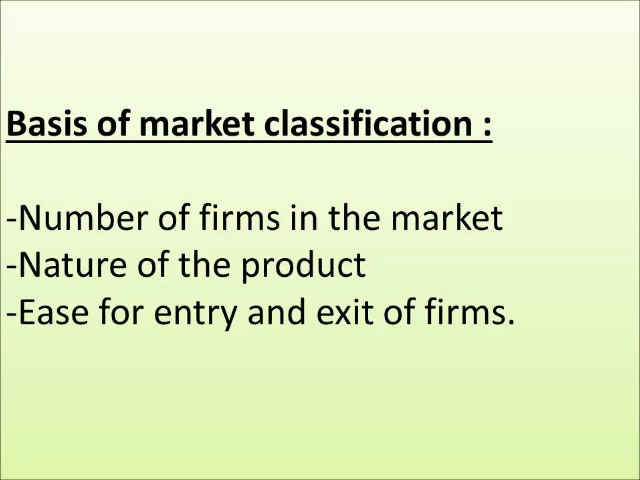 Basis of market classification :
-Number of firms in the market
-Nature of the product
-Ease for entry and exit of firms.